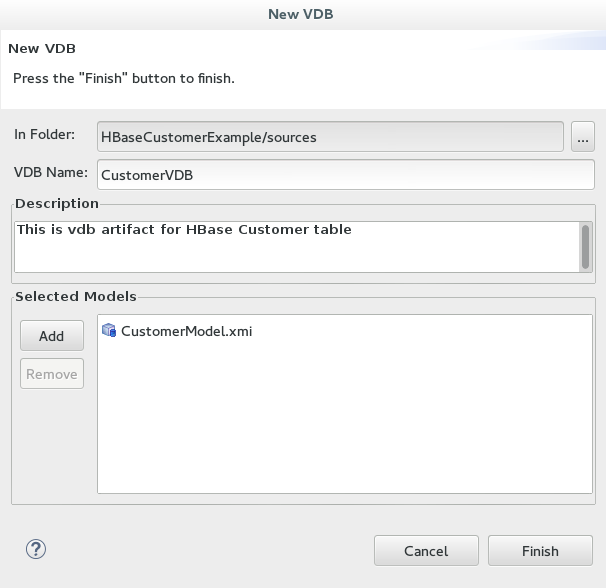 New VDB
New VDB
Press the "Finish" button to finish.
In Folder: HBaseCustomerExample/sources ...
VDB Name: CustomerVDB
Description
This is vdb artifact for HBase Customer table
Selected Models
Add
CustomerModel.xmi
Remove
?
Cancel Finish